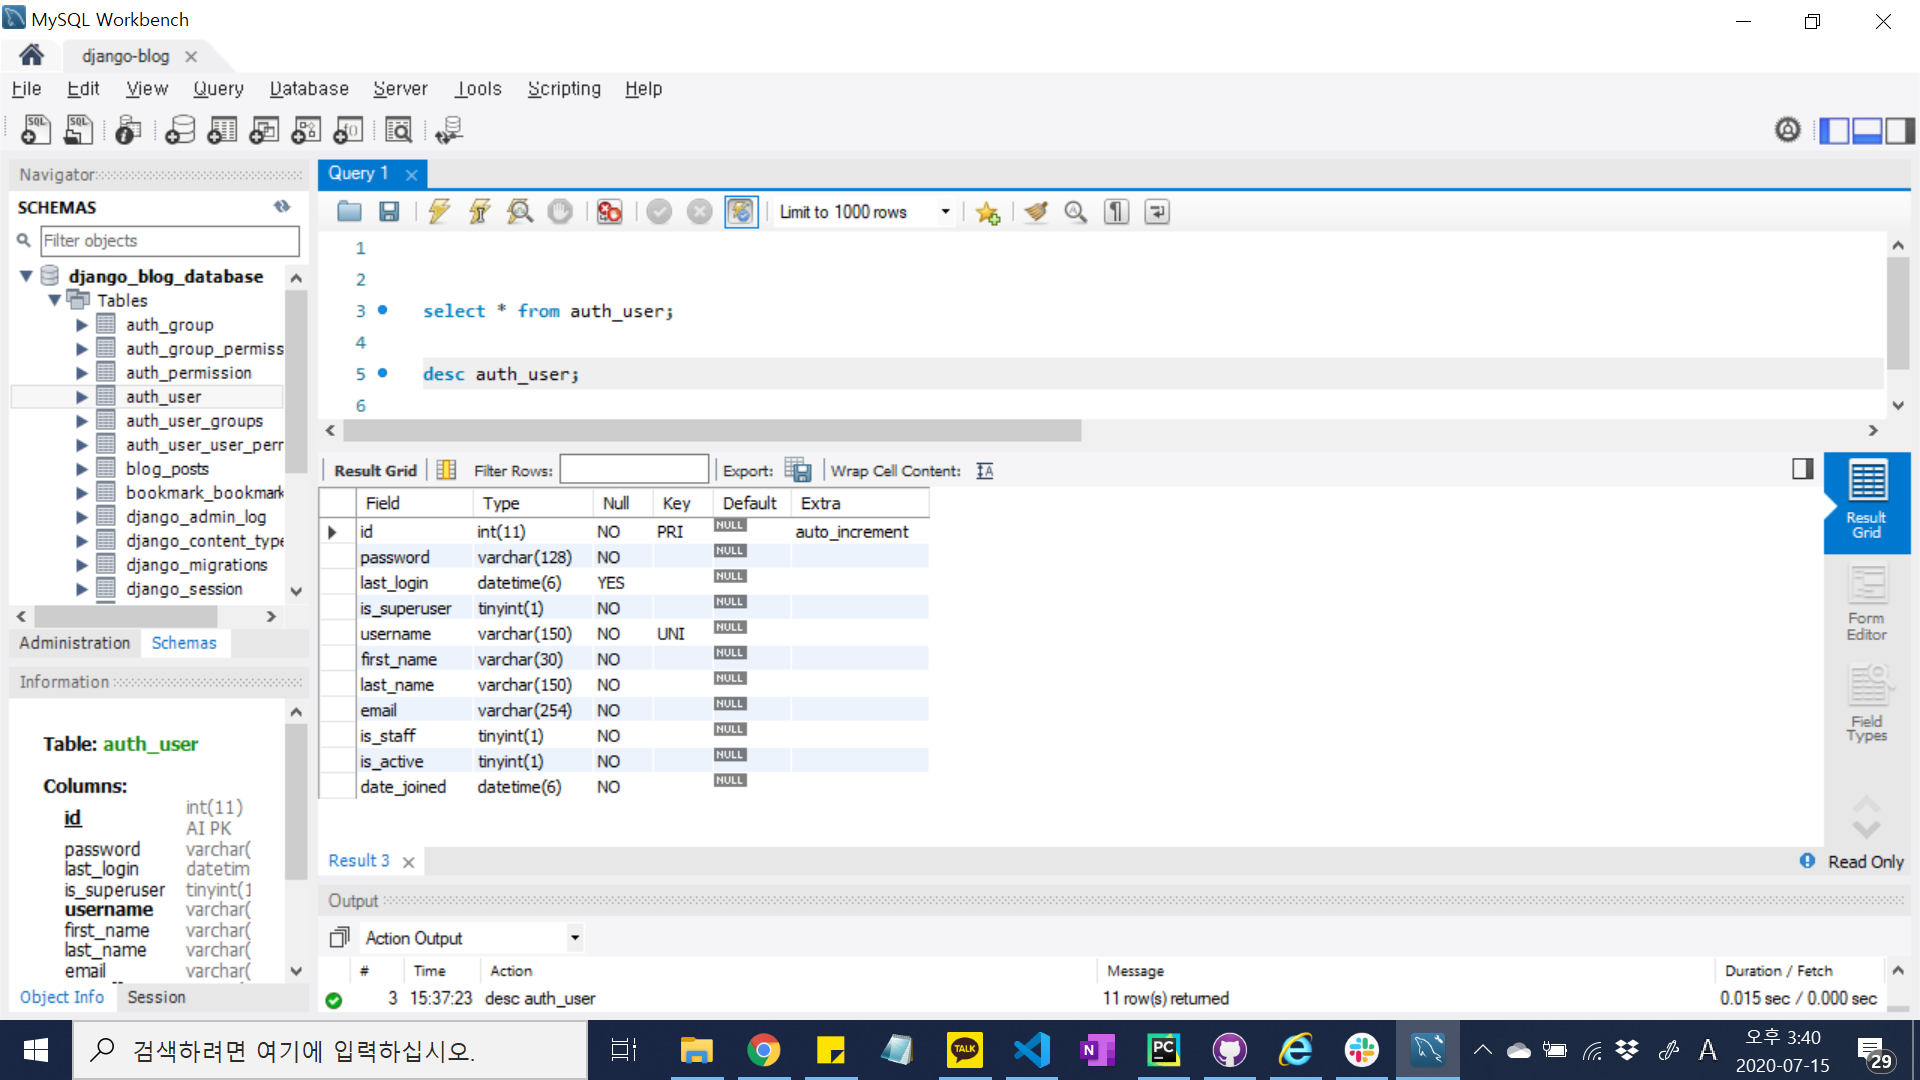 MySQL Workbench
django-blog
File Edit View Query Database Server Tools Scripting Help
Navigator
SCHEMAS
Filter objects
django_blog_database
Tables
auth_group
auth_group_permiss
auth_permission
auth_user
auth_user_groups
auth_user_user_perr
blog_posts
bookmark_bookmark
django_admin_log
django_content_type
django_migrations
django_session
Administration Schemas
Information
Table: auth_user
Columns:
id int(11)
AI PK
password varchar(
last_login datetim
is_superuser tinyint(1
username varchar(
first_name varchar(
last_name varchar(
email varchar(
Object Info Session
Query 1
Limit to 1000 rows
1
2
3 select * from auth_user;
4
5 desc auth_user;
6
Result Grid Filter Rows: Export: Wrap Cell Content:
Field Type Null Key Default Extra
id int(11) NO PRI NULL auto_increment
password varchar(128) NO NULL
last_login datetime(6) YES NULL
is_superuser tinyint(1) NO NULL
username varchar(150) NO UNI NULL
first_name varchar(30) NO NULL
last_name varchar(150) NO NULL
email varchar(254) NO NULL
is_staff tinyint(1) NO NULL
is_active tinyint(1) NO NULL
date_joined datetime(6) NO NULL
Result
Grid
Form
Editor
Field
Types
Result 3 Read Only
Output
Action Output
# Time Action Message Duration / Fetch
3 15:37:23 desc auth_user 11 row(s) returned 0.015 sec / 0.000 sec
검색하려면 여기에 입력하십시오.
TALK
N
PC
A
오후 3:40
2020-07-15
29